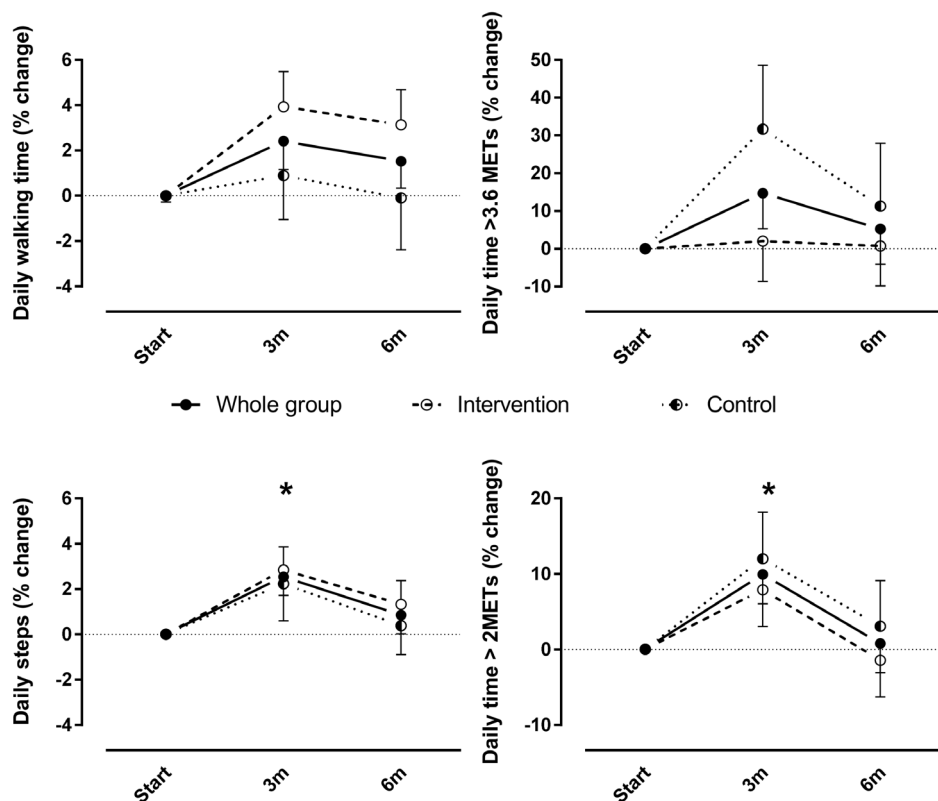 Daily walking time (% change)
6
4
2
0
-2
-4
Start
3m
6m
Daily time >3.6 METs (% change)
50
40
30
20
10
0
-10
Start
3m
6m
Whole group
Intervention
Control
Daily steps (% change)
6
4
2
0
-2
-4
*
Start
3m
6m
Daily time > 2METs (% change)
20
10
0
-10
*
Start
3m
6m